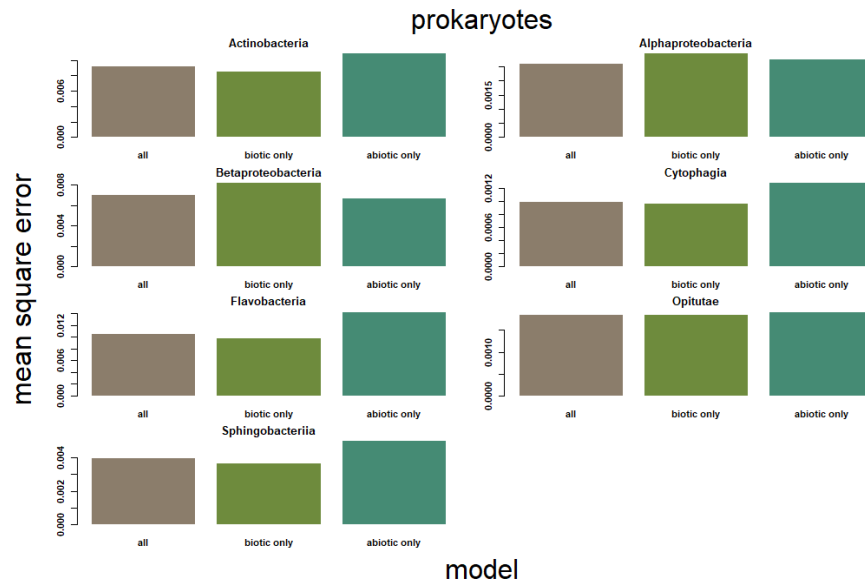 prokaryotes
mean square error
Actinobacteria
0.006
0.000
all biotic only abiotic only
Alphaproteobacteria
0.0015
0.0000
all biotic only abiotic only
Betaproteobacteria
0.008
0.004
0.000
all biotic only abiotic only
Cytophagia
0.0012
0.0006
0.0000
all biotic only abiotic only
Flavobacteria
0.012
0.006
0.000
all biotic only abiotic only
Opitutae
0.0010
0.0000
all biotic only abiotic only
Sphingobacteriia
0.004
0.002
0.000
all biotic only abiotic only
model